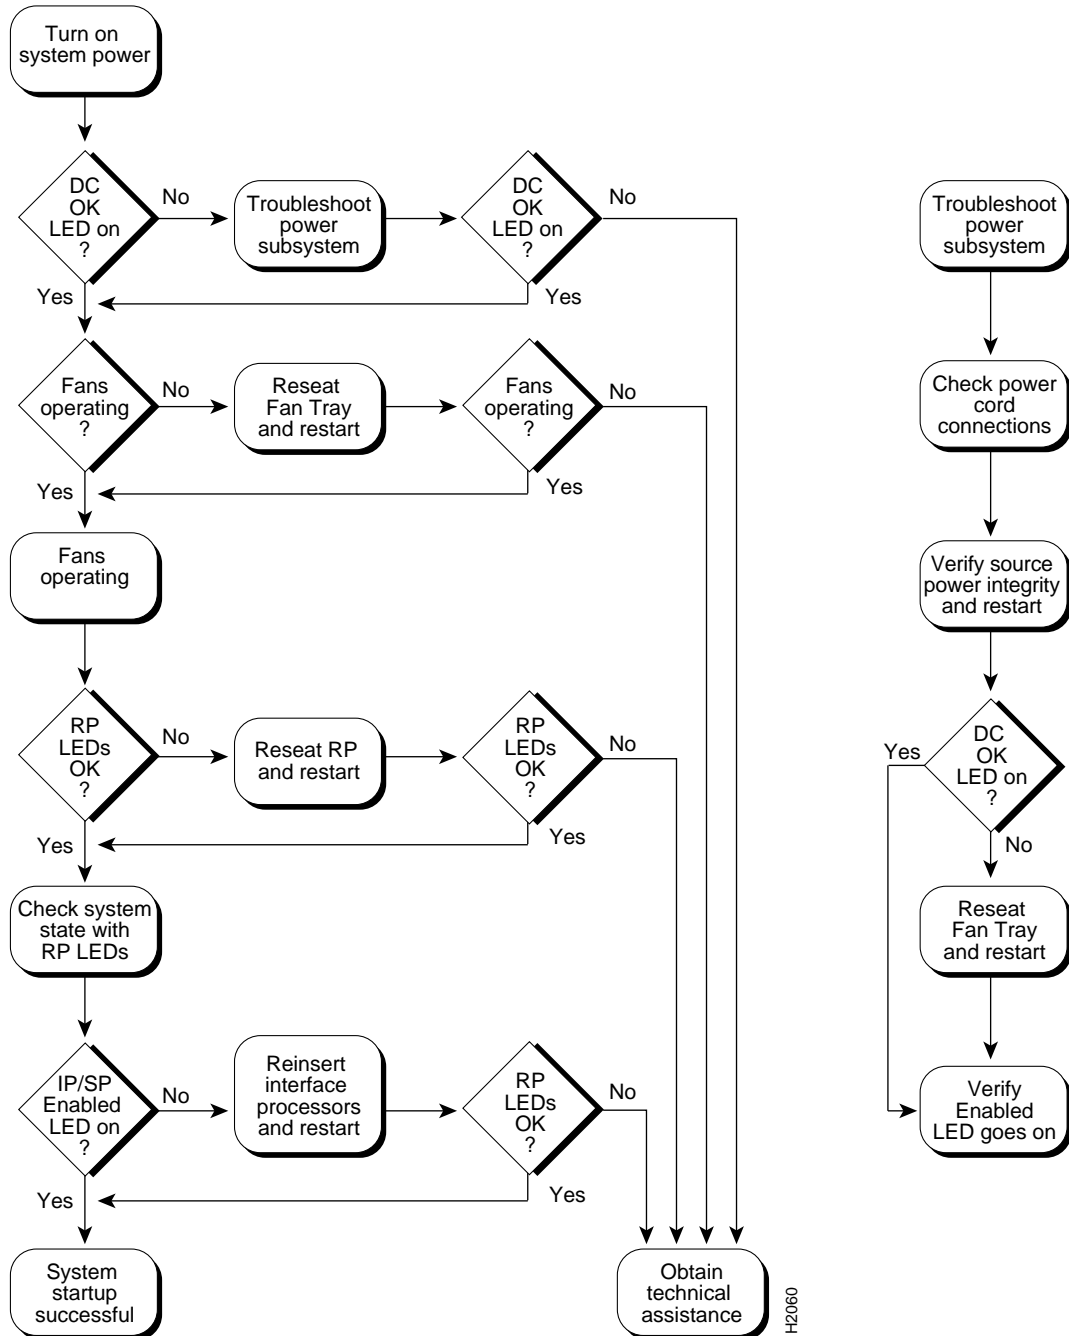 Turn on
system power
DC
OK
LED on
?
No
Troubleshoot
power
subsystem
DC
OK
LED on
?
No
Yes
Yes
Fans
operating
?
No
Reseat
Fan Tray
and restart
Fans
operating
?
No
Yes
Yes
Fans
operating
RP
LEDs
OK
?
No
Reseat RP
and restart
RP
LEDs
OK
?
No
Yes
Yes
Check system
state with
RP LEDs
IP/SP
Enabled
LED on
?
No
Reinsert
interface
processors
and restart
RP
LEDs
OK
?
No
Yes
Yes
System
startup
successful
Obtain
technical
assistance
H2060
Troubleshoot
power
subsystem
Check power
cord
connections
Verify source
power integrity
and restart
DC
OK
LED on
?
Yes
No
Reseat
Fan Tray
and restart
Verify
Enabled
LED goes on